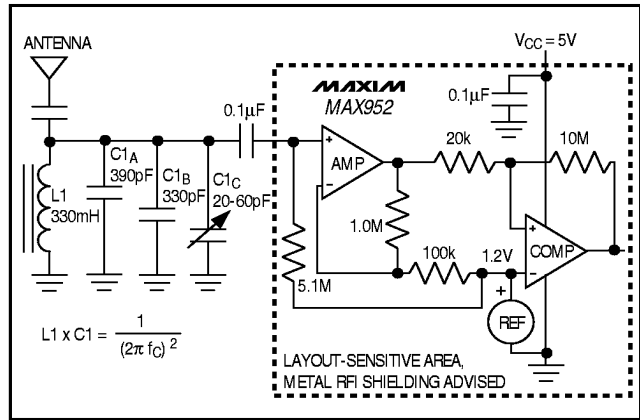 ANTENNA
VCC = 5V
MAXIM
MAX952
0.1µF
0.1µF
20k
10M
C1A
390pF
C1B
330pF
C1C
20-60pF
L1
330mH
+
AMP
−
1.0M
100k
1.2V
+
COMP
−
5.1M
+
REF
L1 x C1 = 1 / (2π fC)²
LAYOUT-SENSITIVE AREA,
METAL RFI SHIELDING ADVISED